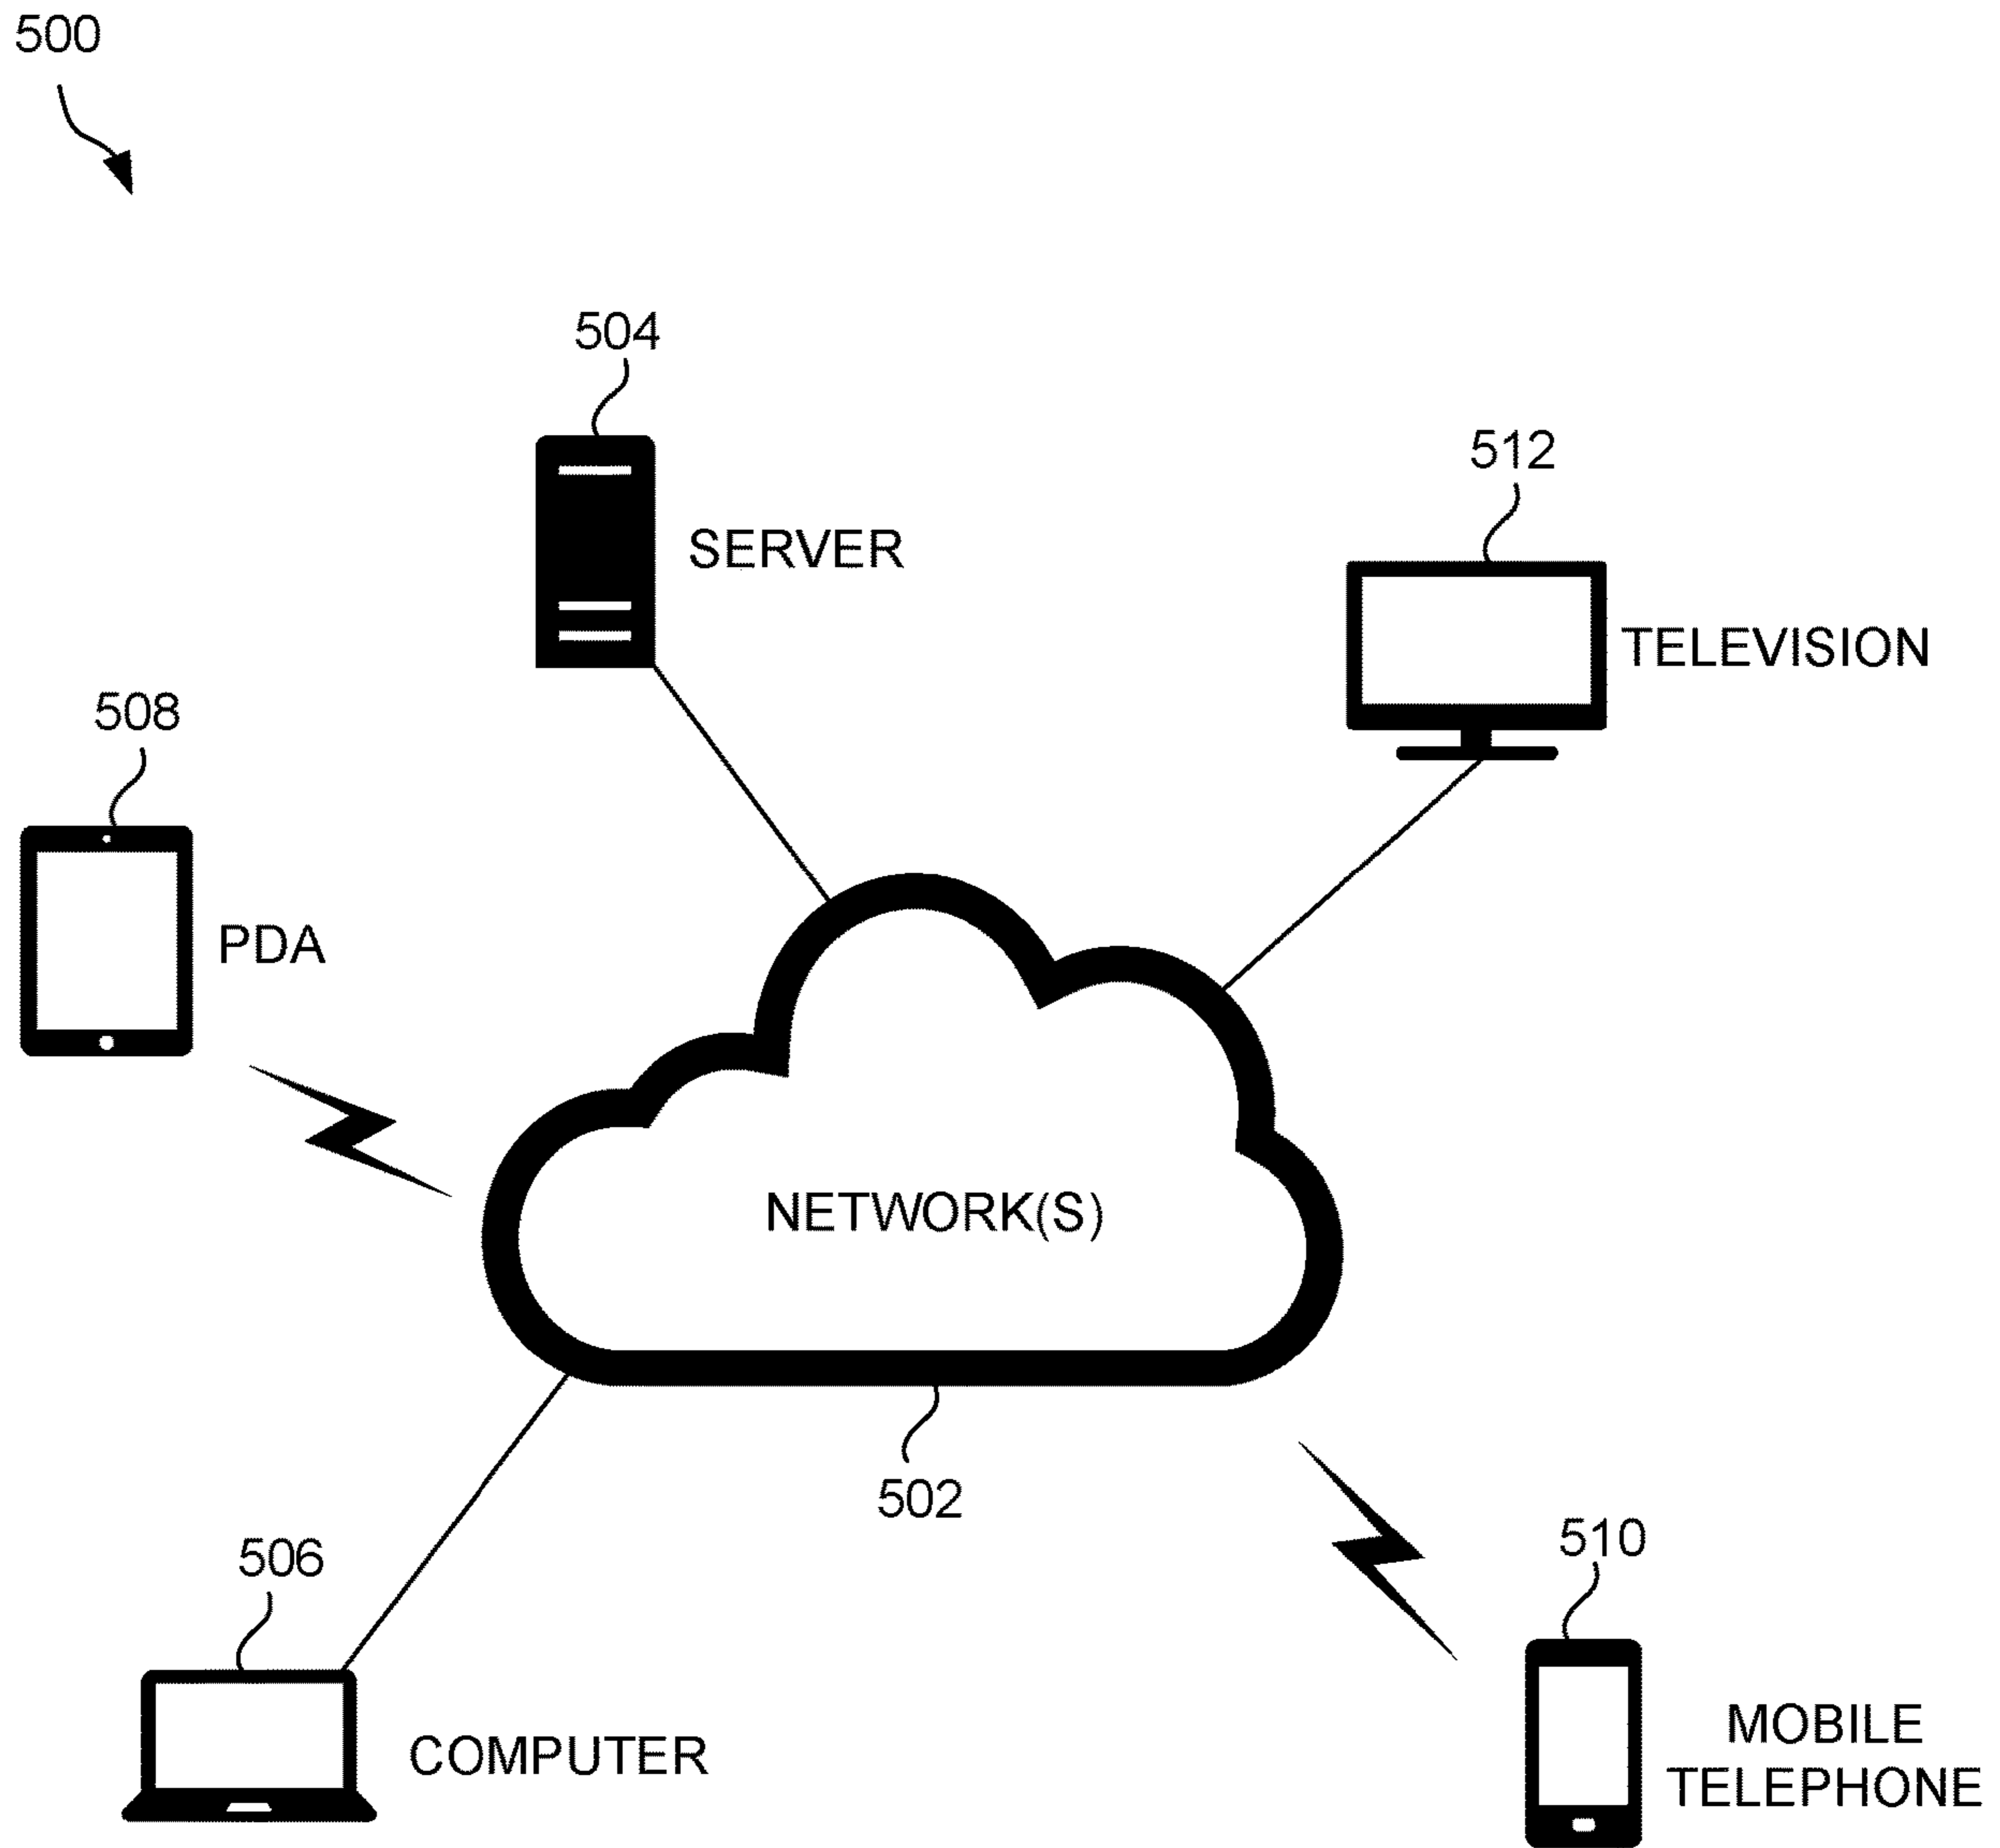 500
504
SERVER
512
TELEVISION
508
PDA
NETWORK(S)
502
506
COMPUTER
510
MOBILE
TELEPHONE